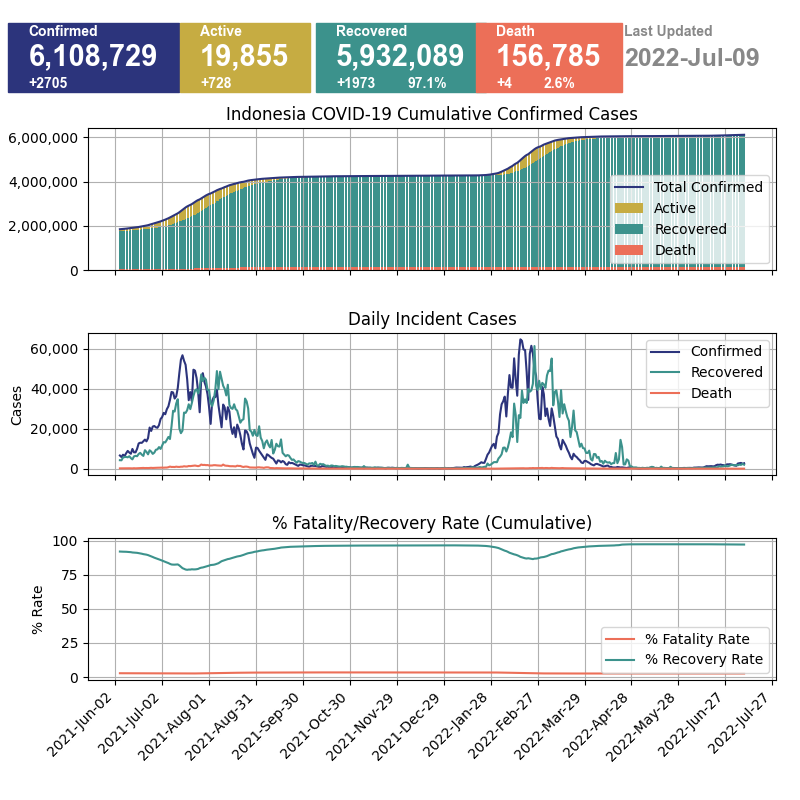 Confirmed
6,108,729
+2705
Active
19,855
+728
Recovered
5,932,089
+1973 97.1%
Death
156,785
+4 2.6%
Last Updated
2022-Jul-09
Indonesia COVID-19 Cumulative Confirmed Cases
6,000,000
4,000,000
2,000,000
0
Total Confirmed
Active
Recovered
Death
Daily Incident Cases
Cases
60,000
40,000
20,000
0
Confirmed
Recovered
Death
% Fatality/Recovery Rate (Cumulative)
% Rate
100
75
50
25
0
% Fatality Rate
% Recovery Rate
2021-Jun-02
2021-Jul-02
2021-Aug-01
2021-Aug-31
2021-Sep-30
2021-Oct-30
2021-Nov-29
2021-Dec-29
2022-Jan-28
2022-Feb-27
2022-Mar-29
2022-Apr-28
2022-May-28
2022-Jun-27
2022-Jul-27